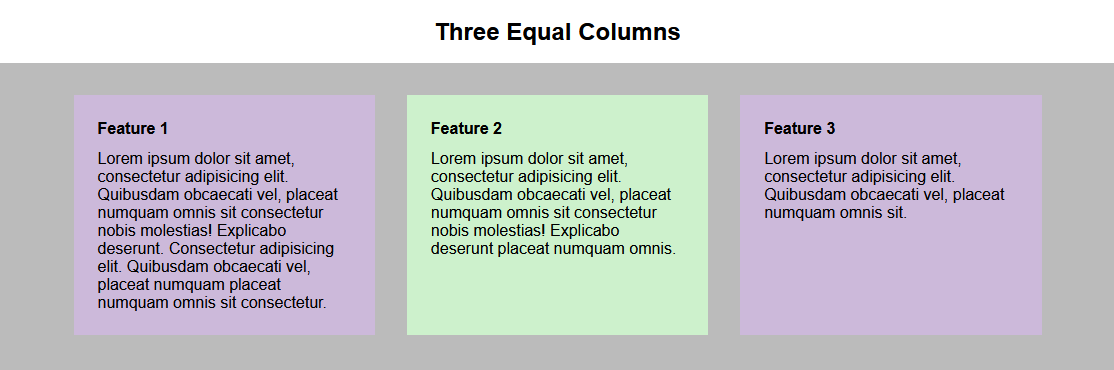 Three Equal Columns
Feature 1
Lorem ipsum dolor sit amet,
consectetur adipisicing elit.
Quibusdam obcaecati vel, placeat
numquam omnis sit consectetur
nobis molestias! Explicabo
deserunt. Consectetur adipisicing
elit. Quibusdam obcaecati vel,
placeat numquam placeat
numquam omnis sit consectetur.
Feature 2
Lorem ipsum dolor sit amet,
consectetur adipisicing elit.
Quibusdam obcaecati vel, placeat
numquam omnis sit consectetur
nobis molestias! Explicabo
deserunt placeat numquam omnis.
Feature 3
Lorem ipsum dolor sit amet,
consectetur adipisicing elit.
Quibusdam obcaecati vel, placeat
numquam omnis sit.